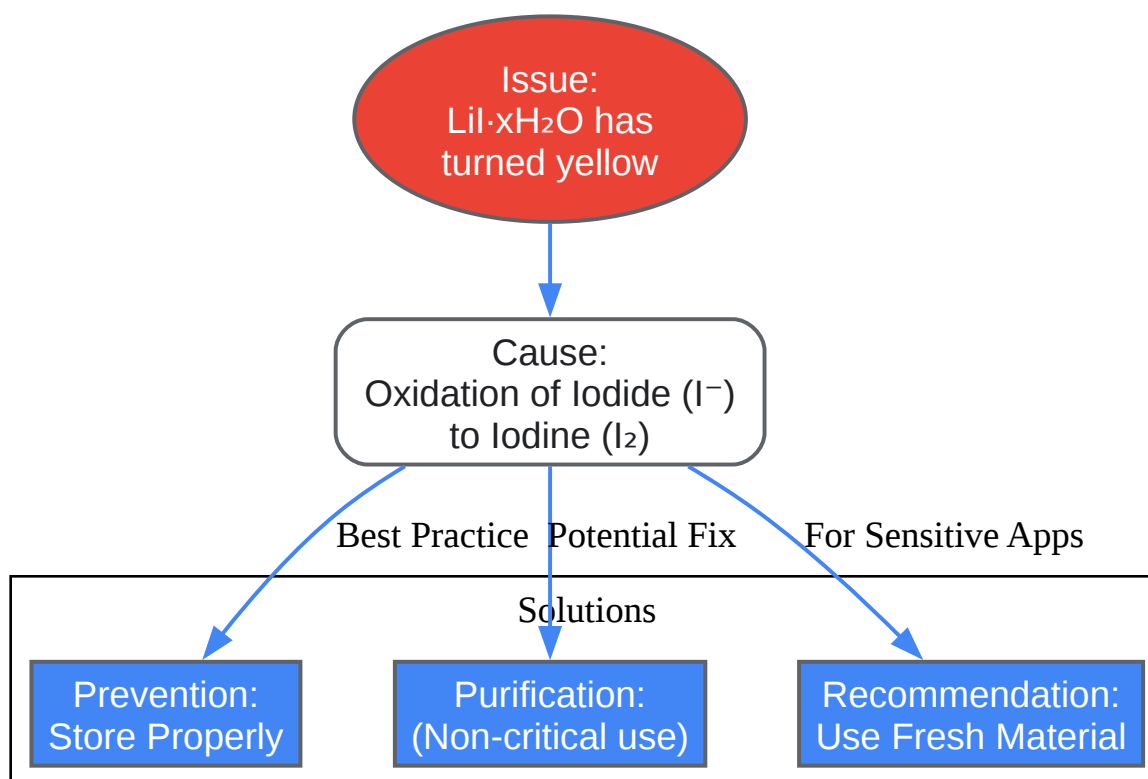 Issue:
LiI·xH₂O has
turned yellow
Cause:
Oxidation of Iodide (I⁻)
to Iodine (I₂)
Best Practice
Potential Fix
For Sensitive Apps
Solutions
Prevention:
Store Properly
Purification:
(Non-critical use)
Recommendation:
Use Fresh Material